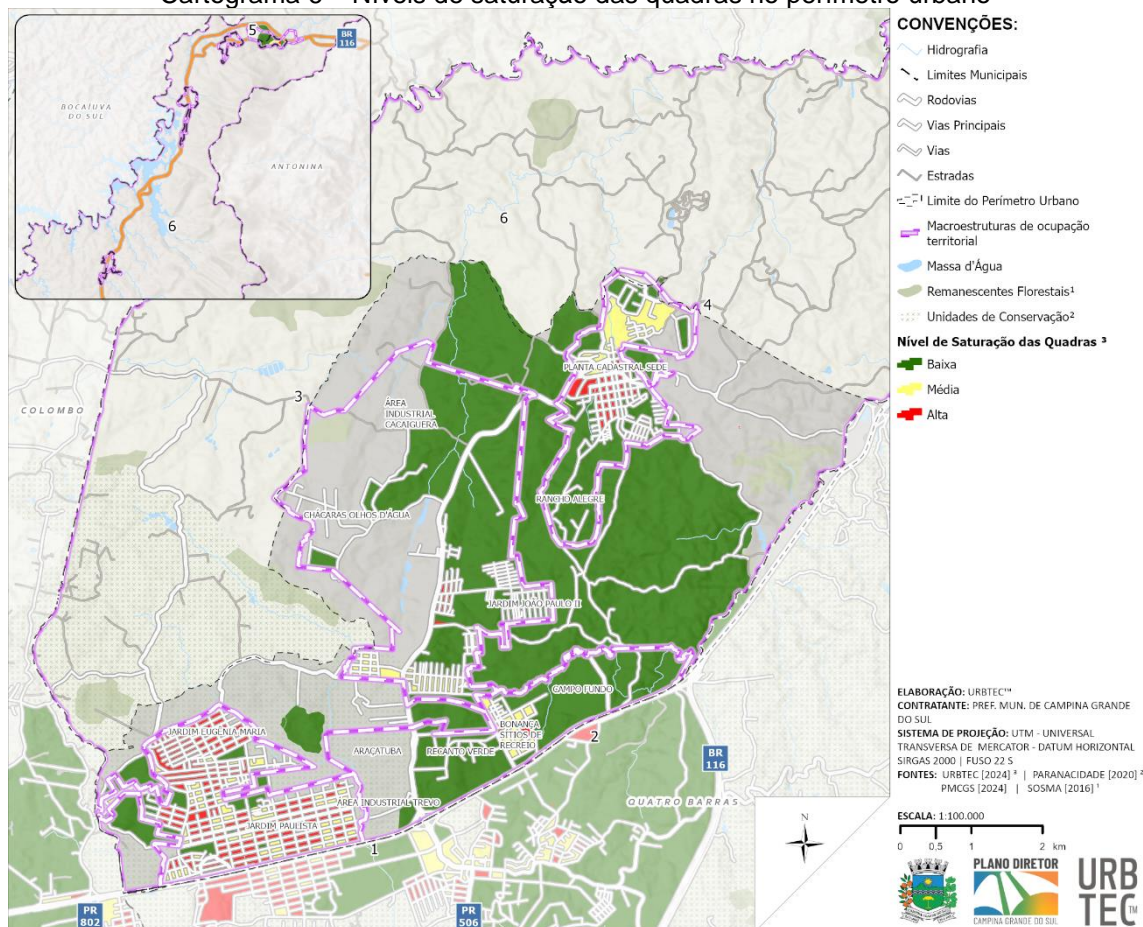 Cartograma 6 – Níveis de saturação das quadras no perímetro urbano
5
BR
116
BOCAIUVA
DO SUL
ANTONINA
6
6
4
PLANTA CADASTRAL SEDE
3
COLOMBO
ÁREA
INDUSTRIAL
CACAIGUERA
RANCHO ALEGRE
CHÁCARAS OLHOS D'ÁGUA
JARDIM JOÃO PAULO II
CAMPO FUNDO
JARDIM EUGÊNIA MARIA
BONANÇA
SÍTIOS DE
RECREIO
2
ARAÇATUBA
RECANTO VERDE
BR
116
ÁREA INDUSTRIAL TREVO
QUATRO BARRAS
JARDIM PAULISTA
1
N
PR
802
PR
506
CONVENÇÕES:
Hidrografia
Limites Municipais
Rodovias
Vias Principais
Vias
Estradas
Limite do Perímetro Urbano
Macroestruturas de ocupação
territorial
Massa d'Água
Remanescentes Florestais¹
Unidades de Conservação²
Nível de Saturação das Quadras ³
Baixa
Média
Alta
ELABORAÇÃO: URBTEC™
CONTRATANTE: PREF. MUN. DE CAMPINA GRANDE
DO SUL
SISTEMA DE PROJEÇÃO: UTM - UNIVERSAL
TRANSVERSA DE MERCATOR - DATUM HORIZONTAL
SIRGAS 2000 | FUSO 22 S
FONTES: URBTEC [2024] ³ | PARANACIDADE [2020] ²
PMCGS [2024] | SOSMA [2016] ¹
ESCALA: 1:100.000
0 0,5 1 2 km
PLANO DIRETOR
CAMPINA GRANDE DO SUL
URB
TEC™